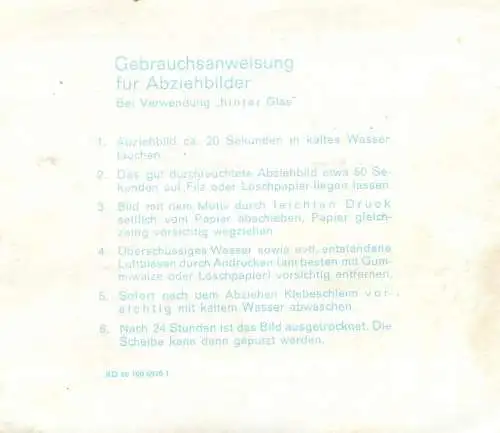 Gebrauchsanweisung
für Abziehbilder
Bei Verwendung „hinter Glas"
1. Abziehbild ca. 20 Sekunden in kaltes Wasser
tauchen.
2. Das gut durchfeuchtete Abziehbild etwa 50 Se-
kunden auf Filz oder Löschpapier liegen lassen.
3. Bild mit dem Motiv durch leichten Druck
seitlich vom Papier abschieben, Papier gleich-
zeitig vorsichtig wegziehen.
4. Überschüssiges Wasser sowie evtl. entstandene
Luftblasen durch Andrücken (am besten mit Gum-
miwalze oder Löschpapier) vorsichtig entfernen.
5. Sofort nach dem Abziehen Klebeschleim vor-
sichtig mit kaltem Wasser abwaschen.
6. Nach 24 Stunden ist das Bild ausgetrocknet. Die
Scheibe kann dann geputzt werden.